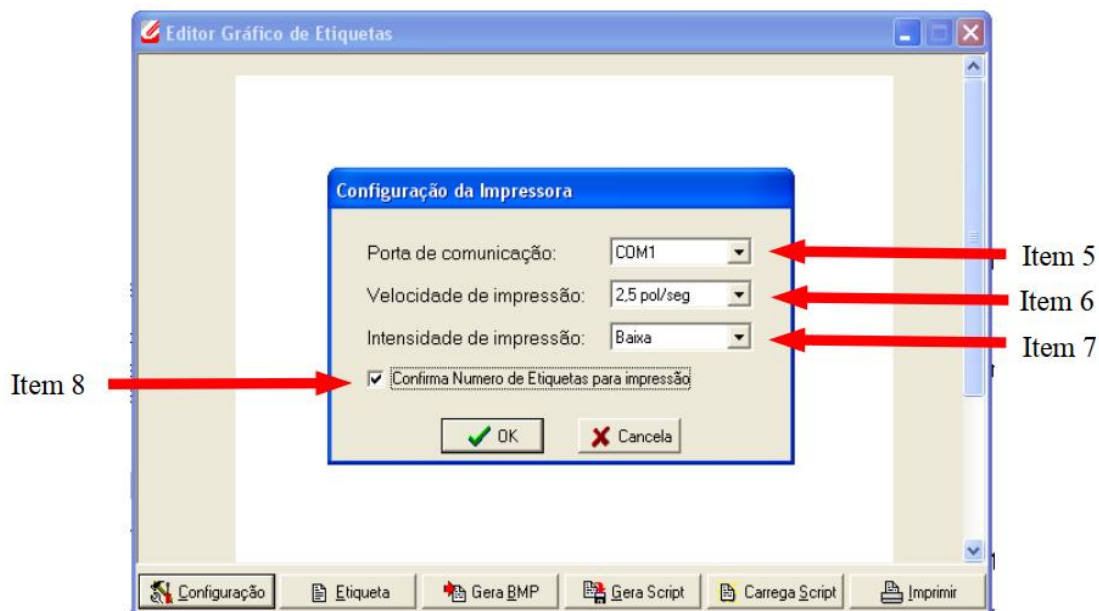 Editor Gráfico de Etiquetas
Configuração da Impressora
Porta de comunicação: COM1 Item 5
Velocidade de impressão: 2,5 pol/seg Item 6
Intensidade de impressão: Baixa Item 7
Item 8 Confirma Numero de Etiquetas para impressão
OK Cancela
Configuração Etiqueta Gera BMP Gera Script Carrega Script Imprimir